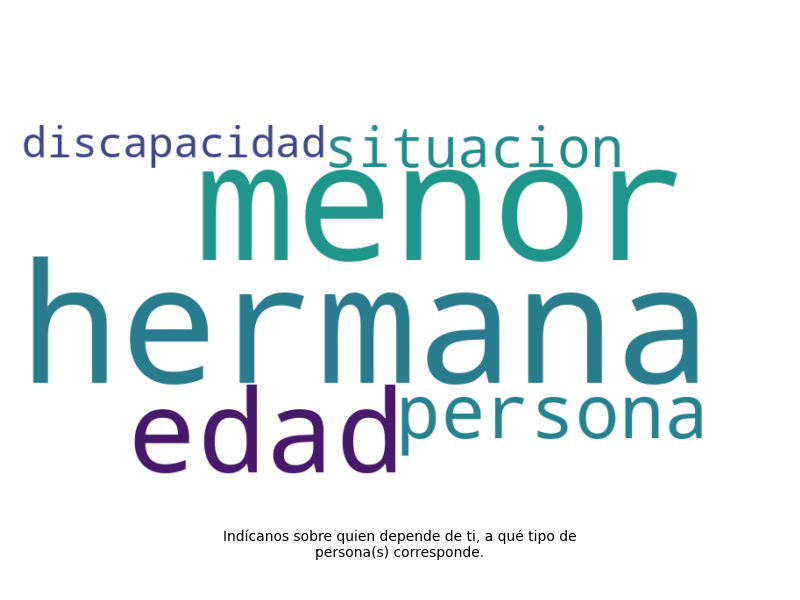 discapacidad situacion
menor
hermana
edad persona
Indícanos sobre quien depende de ti, a qué tipo de
persona(s) corresponde.